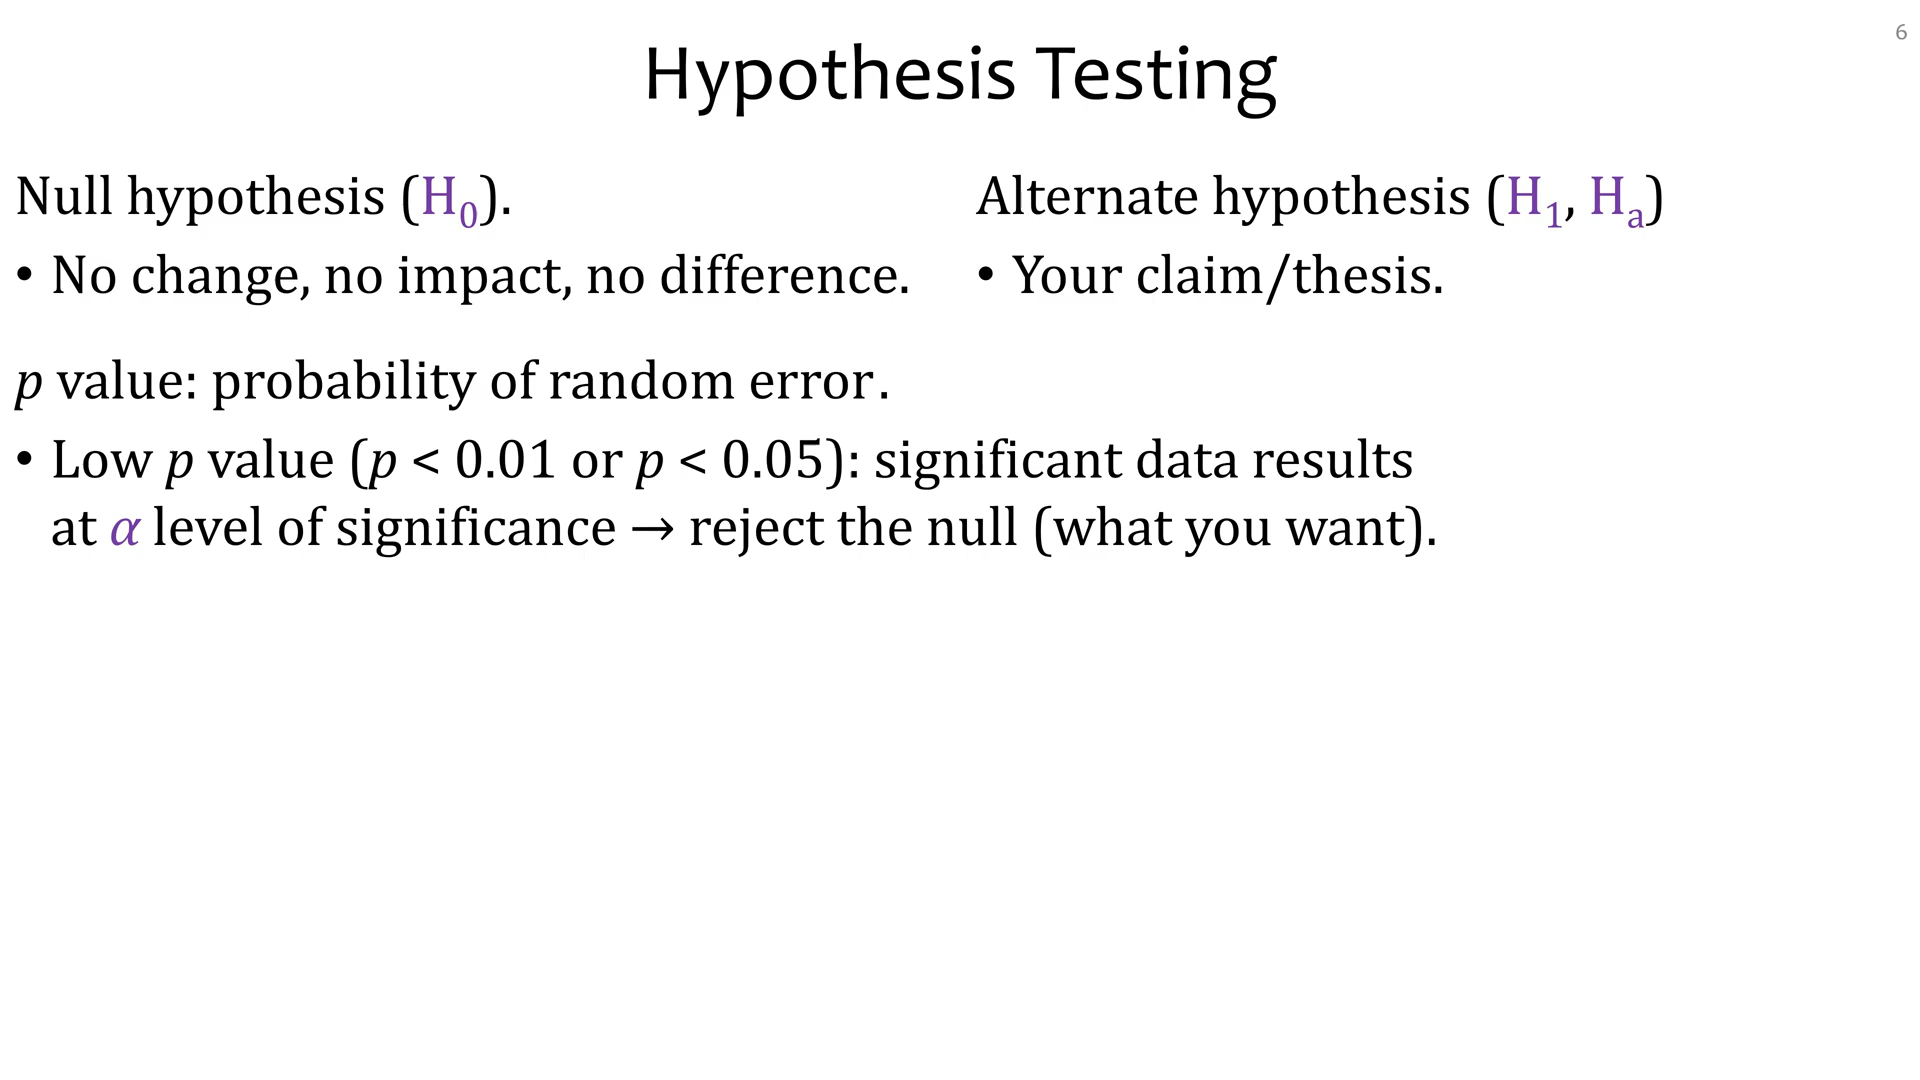 6
Hypothesis Testing
Null hypothesis (H₀).
• No change, no impact, no difference.
Alternate hypothesis (H₁, Hₐ)
• Your claim/thesis.
p value: probability of random error.
• Low p value (p < 0.01 or p < 0.05): significant data results
at α level of significance → reject the null (what you want).